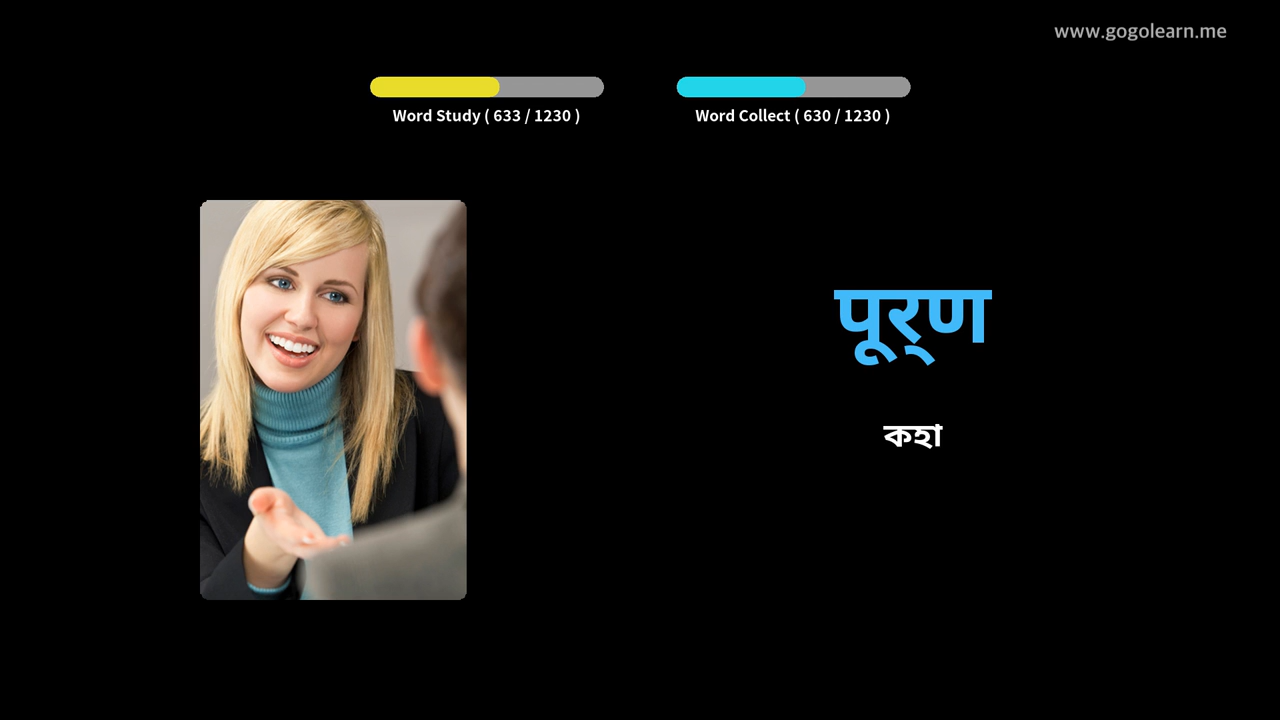 www.gogolearn.me
Word Study ( 633 / 1230 )
Word Collect ( 630 / 1230 )
पूर्‌ण
কহা